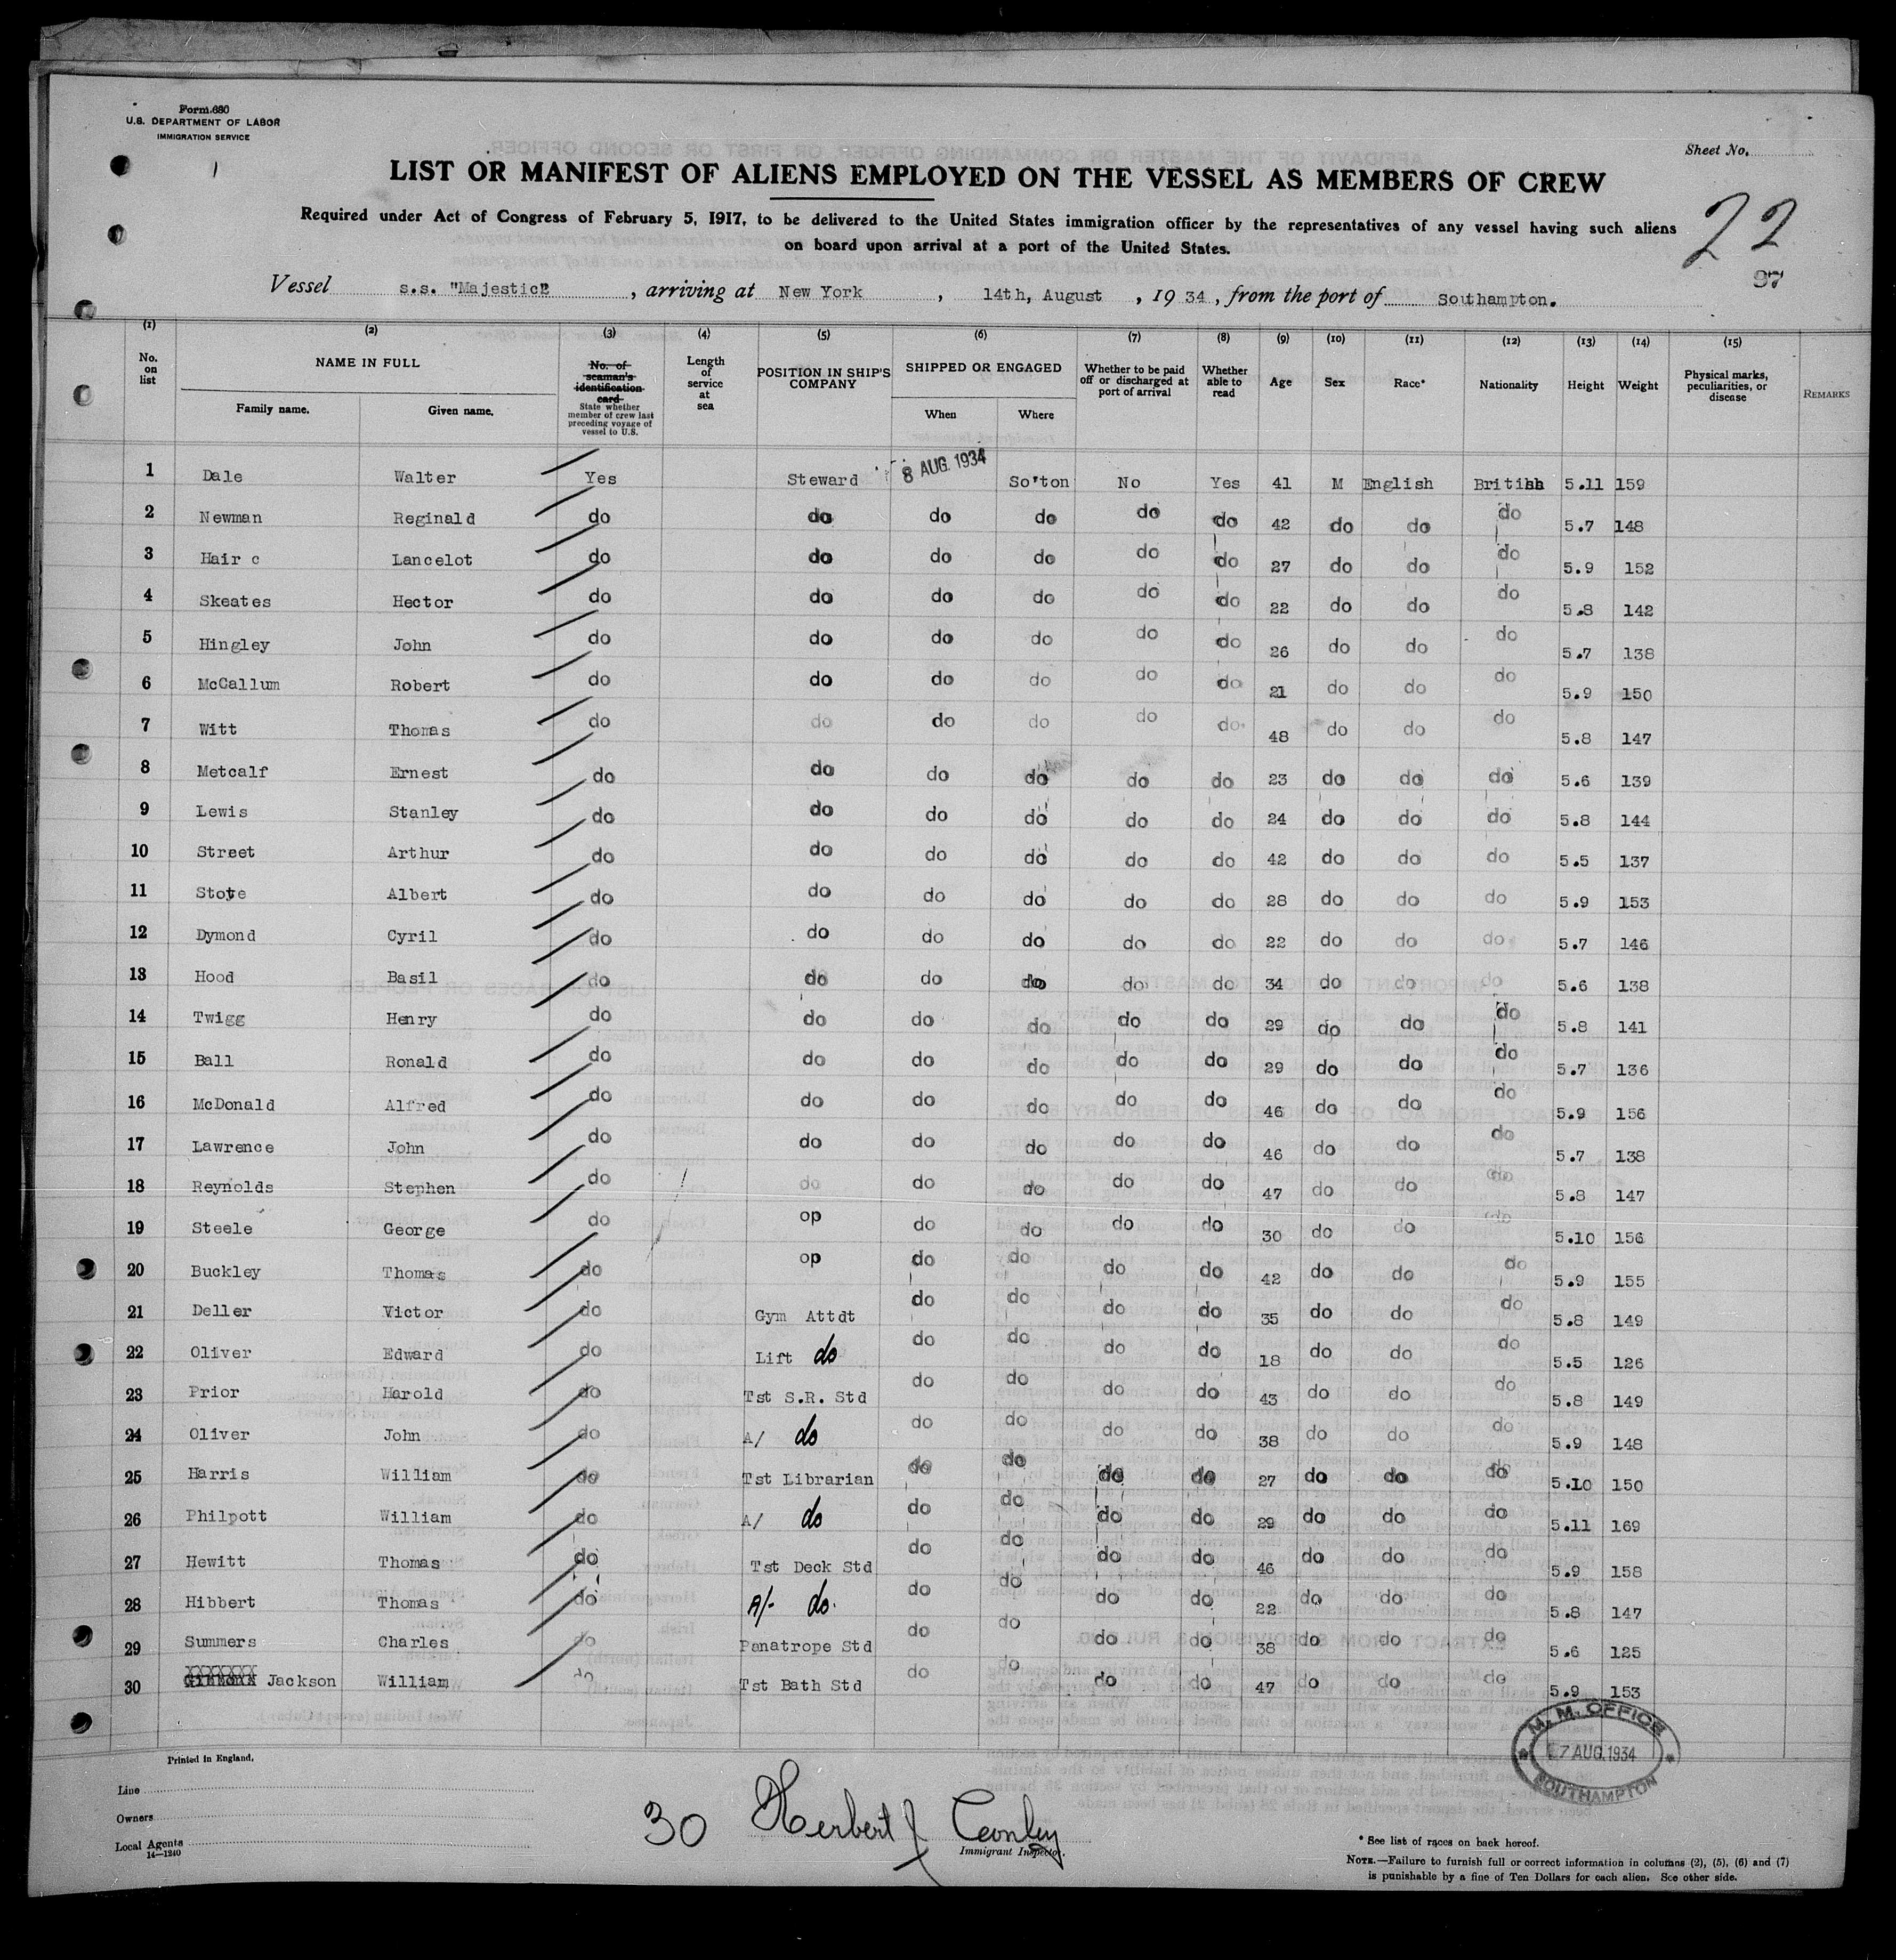 Form 680
U.S. DEPARTMENT OF LABOR
IMMIGRATION SERVICE
Sheet No.
LIST OR MANIFEST OF ALIENS EMPLOYED ON THE VESSEL AS MEMBERS OF CREW
Required under Act of Congress of February 5, 1917, to be delivered to the United States immigration officer by the representatives of any vessel having such aliens
on board upon arrival at a port of the United States.
22
97
Vessel s.s. "Majestic", arriving at New York, 14th, August, 1934, from the port of Southampton.
(1) (2) (3) (4) (5) (6) (7) (8) (9) (10) (11) (12) (13) (14) (15)
No. on list NAME IN FULL Family name. Given name. No. of seaman's identification card State whether member of crew last preceding voyage of vessel to U.S. Length of service at sea POSITION IN SHIP'S COMPANY SHIPPED OR ENGAGED When Where Whether to be paid off or discharged at port of arrival Whether able to read Age Sex Race* Nationality Height Weight Physical marks, peculiarities, or disease REMARKS
1 Dale Walter Yes Steward 8 AUG. 1934 So'ton No Yes 41 M English British 5.11 159
2 Newman Reginald do do do do do do 42 do do do 5.7 148
3 Hair c Lancelot do do do do do do 27 do do do 5.9 152
4 Skeates Hector do do do do do do 22 do do do 5.8 142
5 Hingley John do do do do do do 26 do do do 5.7 138
6 McCallum Robert do do do do do do 21 do do do 5.9 150
7 Witt Thomas do do do do do do 48 do do do 5.8 147
8 Metcalf Ernest do do do do do do 23 do do do 5.6 139
9 Lewis Stanley do do do do do do 24 do do do 5.8 144
10 Street Arthur do do do do do do 42 do do do 5.5 137
11 Stote Albert do do do do do do 28 do do do 5.9 153
12 Dymond Cyril do do do do do do 22 do do do 5.7 146
13 Hood Basil do do do do do do 34 do do do 5.6 138
14 Twigg Henry do do do do do do 29 do do do 5.8 141
15 Ball Ronald do do do do do do 29 do do do 5.7 136
16 McDonald Alfred do do do do do do 46 do do do 5.9 156
17 Lawrence John do do do do do do 46 do do do 5.7 138
18 Reynolds Stephen do do do do do do 47 do do do 5.8 147
19 Steele George do op do do do do 30 do do do 5.10 156
20 Buckley Thomas do op do do do do 42 do do do 5.9 155
21 Deller Victor do Gym Attdt do do do do 35 do do do 5.8 149
22 Oliver Edward do Lift do do do do do 18 do do do 5.5 126
23 Prior Harold do Tst S.R. Std do do do do 43 do do do 5.8 149
24 Oliver John do A/ do do do do do 38 do do do 5.9 148
25 Harris William do Tst Librarian do do do do 27 do do do 5.10 150
26 Philpott William do A/ do do do do do 29 do do do 5.11 169
27 Hewitt Thomas do Tst Deck Std do do do do 46 do do do 5.9 158
28 Hibbert Thomas do A/- do. do do do do 22 do do do 5.8 147
29 Summers Charles do Panatrope Std do do do do 38 do do do 5.6 125
30 Jackson William do Tst Bath Std do do do do 47 do do do 5.9 153
M. M. OFFICE
7 AUG. 1934
SOUTHAMPTON
Printed in England.
Line
Owners
Local Agents
14—1240
30 Herbert J
Immigrant Inspector.
* See list of races on back hereof.
NOTE.—Failure to furnish full or correct information in columns (2), (5), (6) and (7)
is punishable by a fine of Ten Dollars for each alien. See other side.